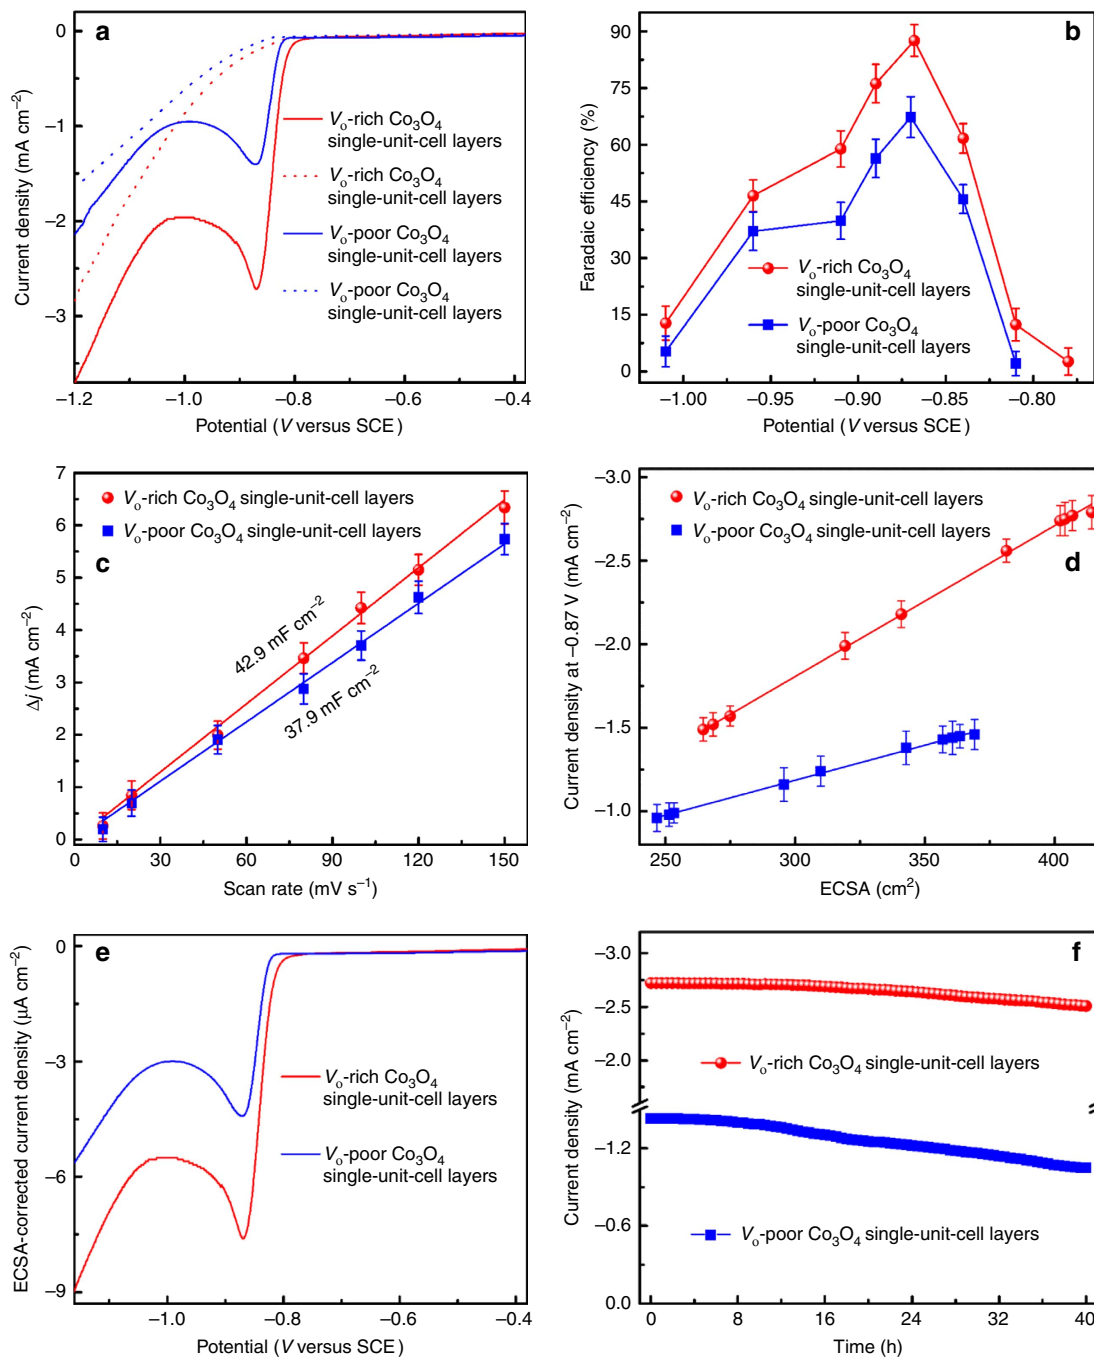 a
0
−1
−2
−3
Current density (mA cm−2)
Vo-rich Co3O4
single-unit-cell layers
Vo-rich Co3O4
single-unit-cell layers
Vo-poor Co3O4
single-unit-cell layers
Vo-poor Co3O4
single-unit-cell layers
−1.2 −1.0 −0.8 −0.6 −0.4
Potential (V versus SCE)
b
90
75
60
45
30
15
0
Faradaic efficiency (%)
Vo-rich Co3O4
single-unit-cell layers
Vo-poor Co3O4
single-unit-cell layers
−1.00 −0.95 −0.90 −0.85 −0.80
Potential (V versus SCE)
c
7
6
5
4
3
2
1
0
Δj (mA cm−2)
Vo-rich Co3O4 single-unit-cell layers
Vo-poor Co3O4 single-unit-cell layers
42.9 mF cm−2
37.9 mF cm−2
0 30 60 90 120 150
Scan rate (mV s−1)
d
−3.0
−2.5
−2.0
−1.5
−1.0
Current density at −0.87 V (mA cm−2)
Vo-rich Co3O4 single-unit-cell layers
Vo-poor Co3O4 single-unit-cell layers
250 300 350 400
ECSA (cm2)
e
0
−3
−6
−9
ECSA-corrected current density (μA cm−2)
Vo-rich Co3O4
single-unit-cell layers
Vo-poor Co3O4
single-unit-cell layers
−1.0 −0.8 −0.6 −0.4
Potential (V versus SCE)
f
−3.0
−2.5
−2.0
−1.2
−0.6
0.0
Current density (mA cm−2)
Vo-rich Co3O4 single-unit-cell layers
Vo-poor Co3O4 single-unit-cell layers
0 8 16 24 32 40
Time (h)